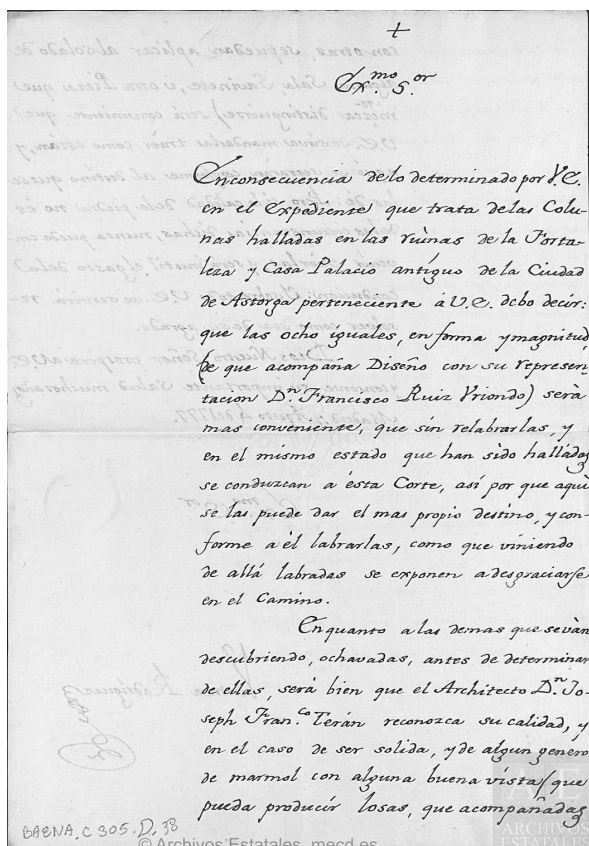 +
Ex.mo S.or
En consecuencia de lo determinado por V.E.
en el Expediente que trata de las Colu-
nas halladas en las ruinas de la Forta-
leza y Casa Palacio antiguo de la Ciudad
de Astorga perteneciente á V.E. debo decir:
que las ocho iguales, en forma y magnitud
(de que acompaña Diseño con su represen
tacion D.n Francisco Ruiz Vriondo) será
mas conveniente, que sin relabrarlas, y
en el mismo estado que han sido halladas
se conduzcan a ésta Corte, así por que aquí
se las puede dar el mas propio destino, y con-
forme a él labrarlas, como que viniendo
de allá labradas se exponen a desgraciarse
en el Camino.
En quanto a las demas que se ván
descubriendo, ochavadas, antes de determinar
de ellas, será bien que el Architecto D.n Jo-
seph Fran.co Terán reconozca su calidad, y
en el caso de ser solida, y de algun genero
de marmol con alguna buena vista (que
pueda producir losas, que acompañadas
BAENA. C 305. D. 38
© Archivos Estatales, mecd.es
ARCHIVOS
ESTATALES